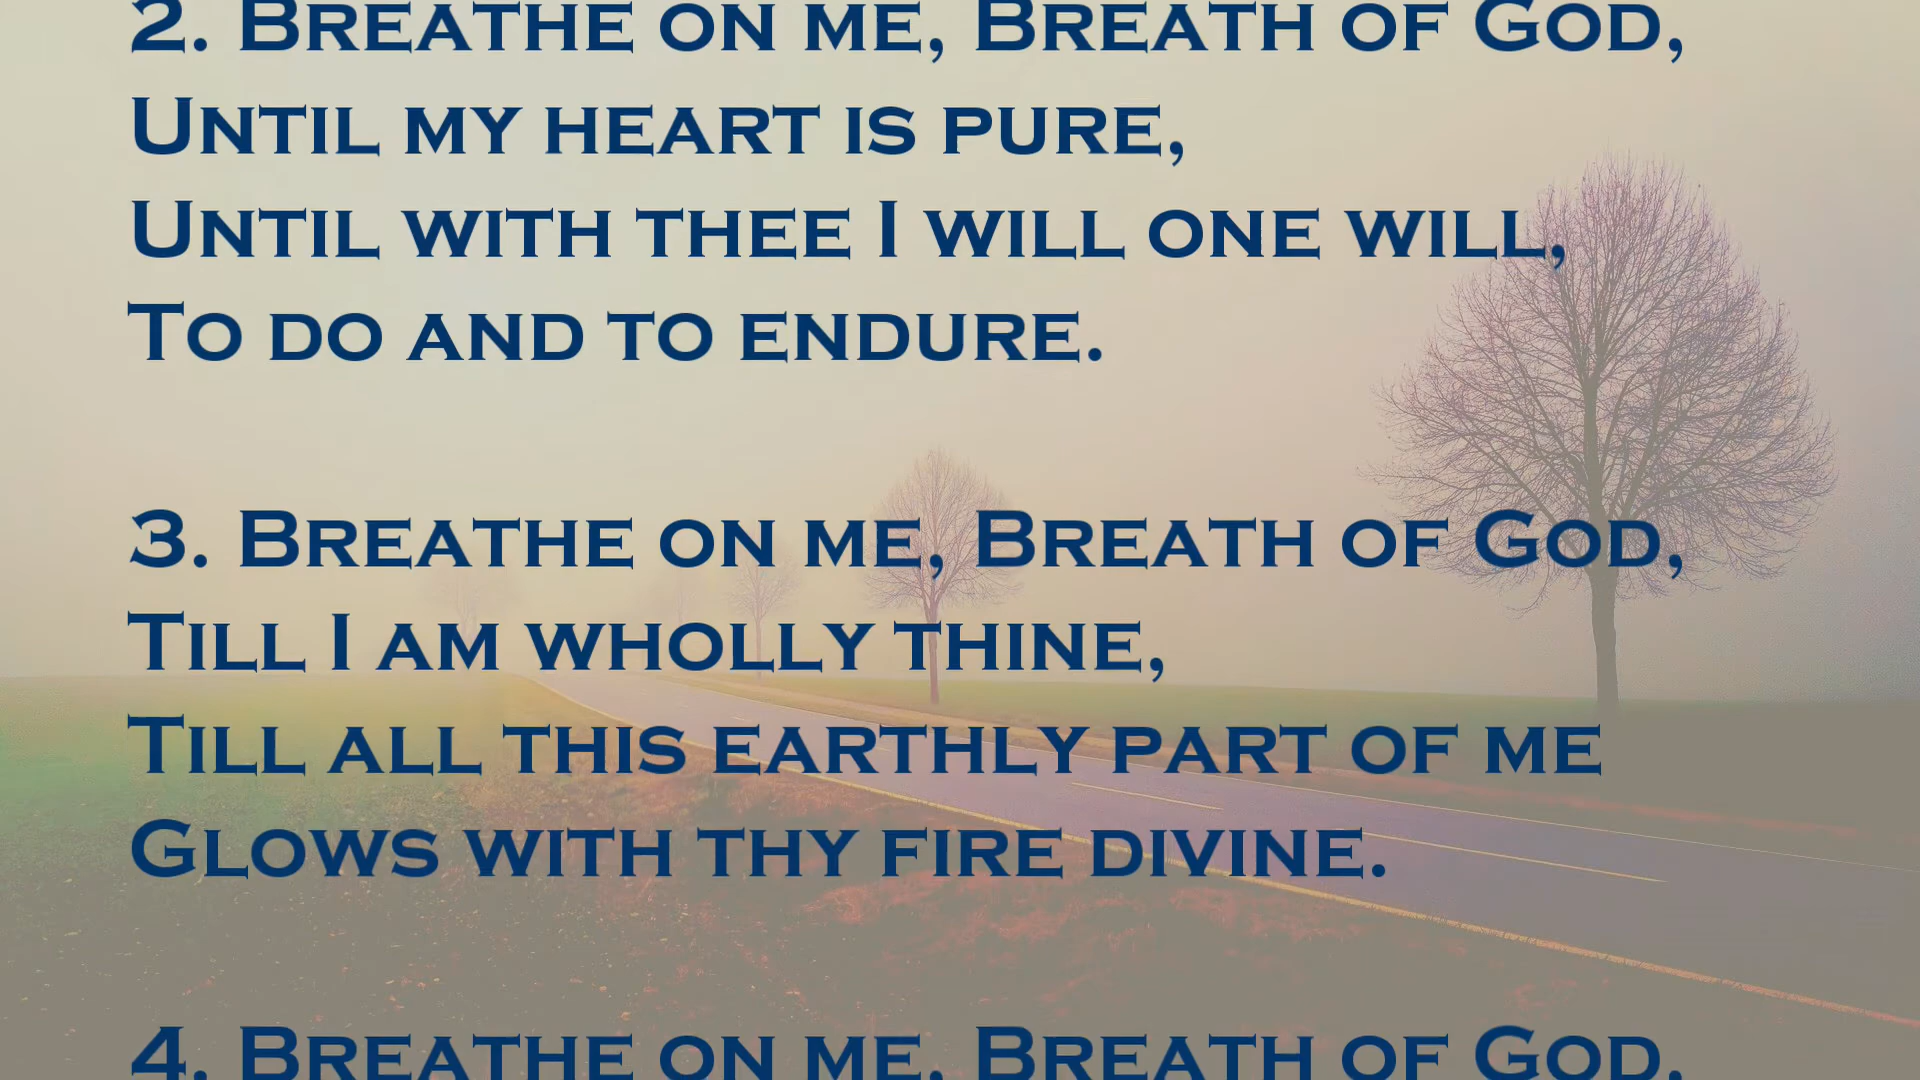 2. Breathe on me, Breath of God,
Until my heart is pure,
Until with thee I will one will,
To do and to endure.
3. Breathe on me, Breath of God,
Till I am wholly thine,
Till all this earthly part of me
Glows with thy fire divine.
4. Breathe on me, Breath of God,